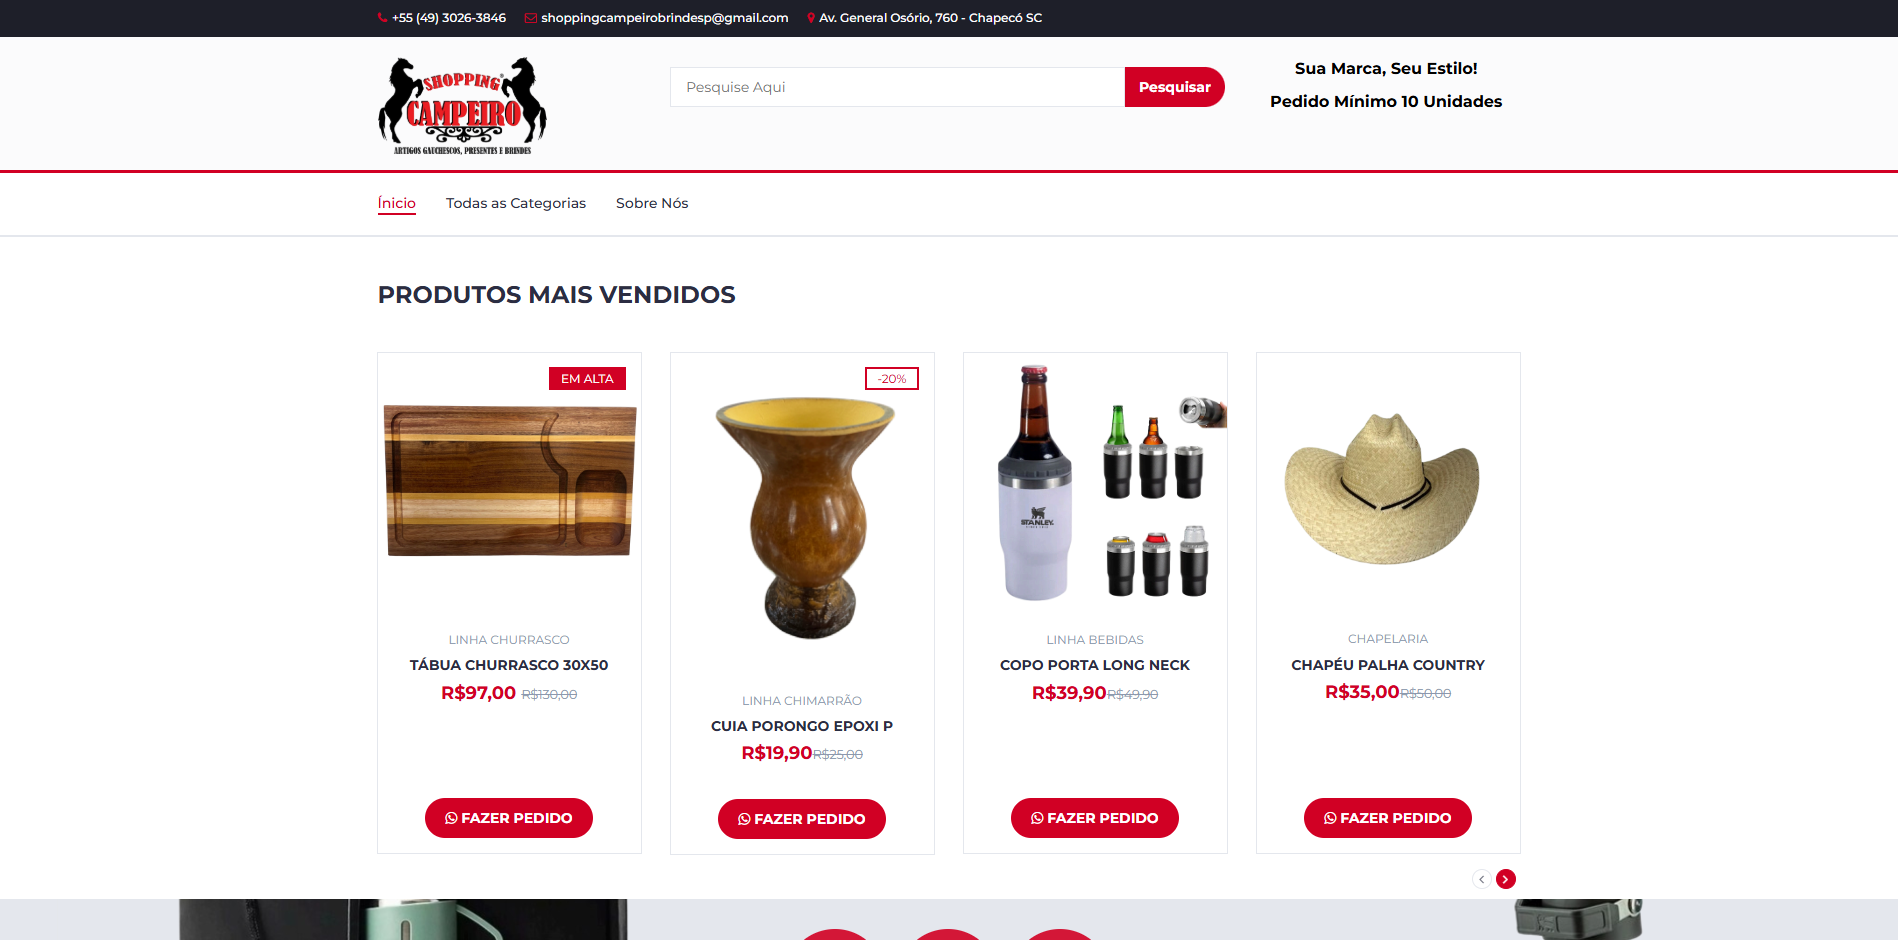 +55 (49) 3026-3846 shoppingcampeirobrindesp@gmail.com Av. General Osório, 760 - Chapecó SC
SHOPPING
CAMPEIRO
ARTIGOS GAUCHESCOS, PRESENTES E BRINDES
Pesquise Aqui
Pesquisar
Sua Marca, Seu Estilo!
Pedido Mínimo 10 Unidades
Ínicio Todas as Categorias Sobre Nós
PRODUTOS MAIS VENDIDOS
EM ALTA
LINHA CHURRASCO
TÁBUA CHURRASCO 30X50
R$97,00 R$130,00
FAZER PEDIDO
-20%
LINHA CHIMARRÃO
CUIA PORONGO EPOXI P
R$19,90 R$25,00
FAZER PEDIDO
STANLEY
LINHA BEBIDAS
COPO PORTA LONG NECK
R$39,90 R$49,90
FAZER PEDIDO
CHAPELARIA
CHAPÉU PALHA COUNTRY
R$35,00 R$50,00
FAZER PEDIDO